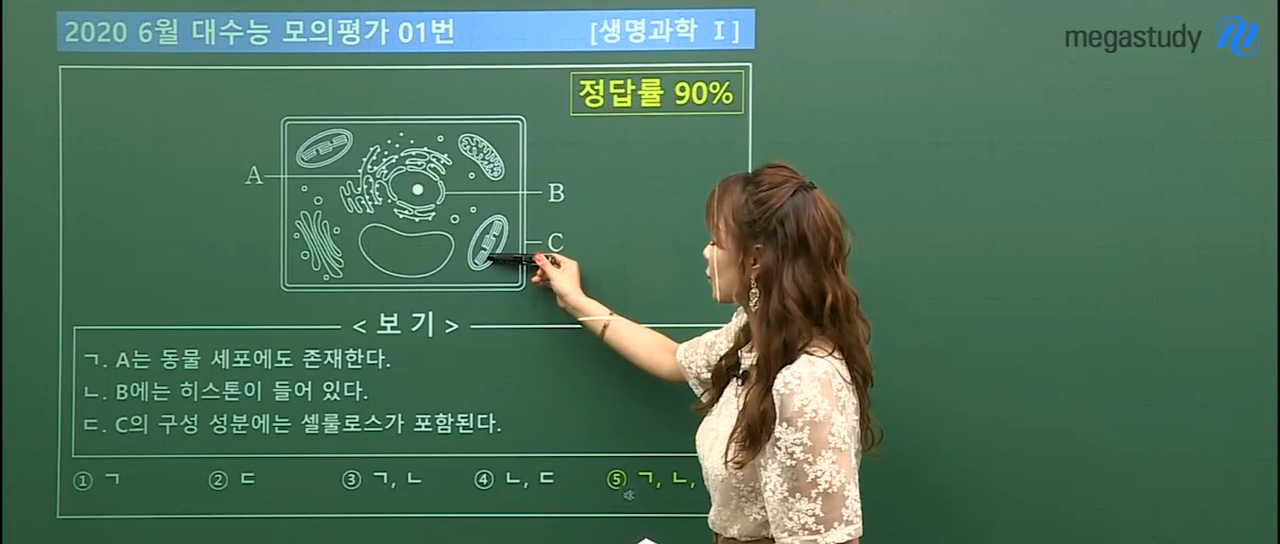 2020 6월 대수능 모의평가 01번
[생명과학 Ⅰ]
megastudy
정답률 90%
A
B
C
< 보 기 >
ㄱ. A는 동물 세포에도 존재한다.
ㄴ. B에는 히스톤이 들어 있다.
ㄷ. C의 구성 성분에는 셀룰로스가 포함된다.
① ㄱ ② ㄷ ③ ㄱ, ㄴ ④ ㄴ, ㄷ ⑤ ㄱ, ㄴ,